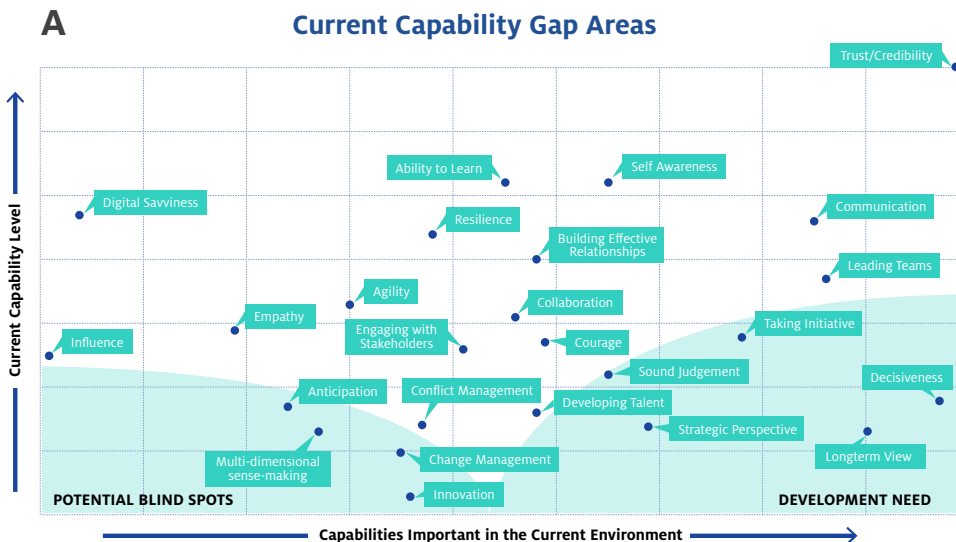 A
Current Capability Gap Areas
Trust/Credibility
Ability to Learn
Self Awareness
Digital Savviness
Communication
Resilience
Building Effective
Relationships
Leading Teams
Agility
Collaboration
Empathy
Taking Initiative
Engaging with
Stakeholders
Influence
Courage
Sound Judgement
Decisiveness
Anticipation
Conflict Management
Developing Talent
Strategic Perspective
Multi-dimensional
sense-making
Change Management
Longterm View
Innovation
POTENTIAL BLIND SPOTS
DEVELOPMENT NEED
Current Capability Level
Capabilities Important in the Current Environment